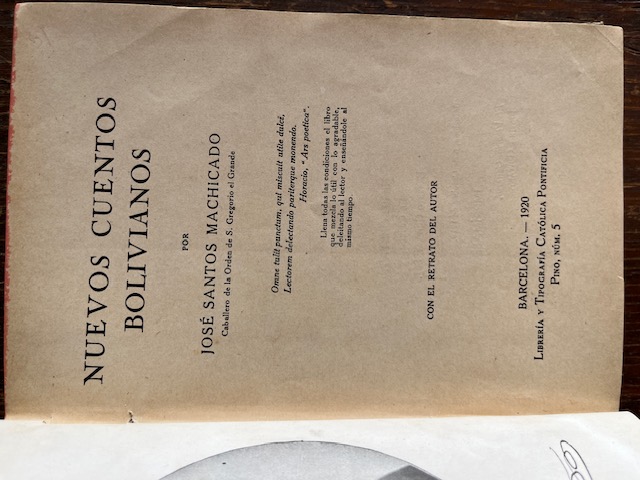 NUEVOS CUENTOS
BOLIVIANOS
POR
JOSÉ SANTOS MACHICADO
Caballero de la Orden de S. Gregorio el Grande
Omne tulit punctum, qui miscuit utile dulci,
Lectorem delectando pariterque monendo.
Horacio, "Ars poetica".
Llena todas las condiciones el libro
que mezcla lo útil con lo agradable,
deleitando al lector y enseñándole al
mismo tiempo.
CON EL RETRATO DEL AUTOR
BARCELONA. — 1920
LIBRERÍA Y TIPOGRAFÍA CATÓLICA PONTIFICIA
PINO, NÚM. 5